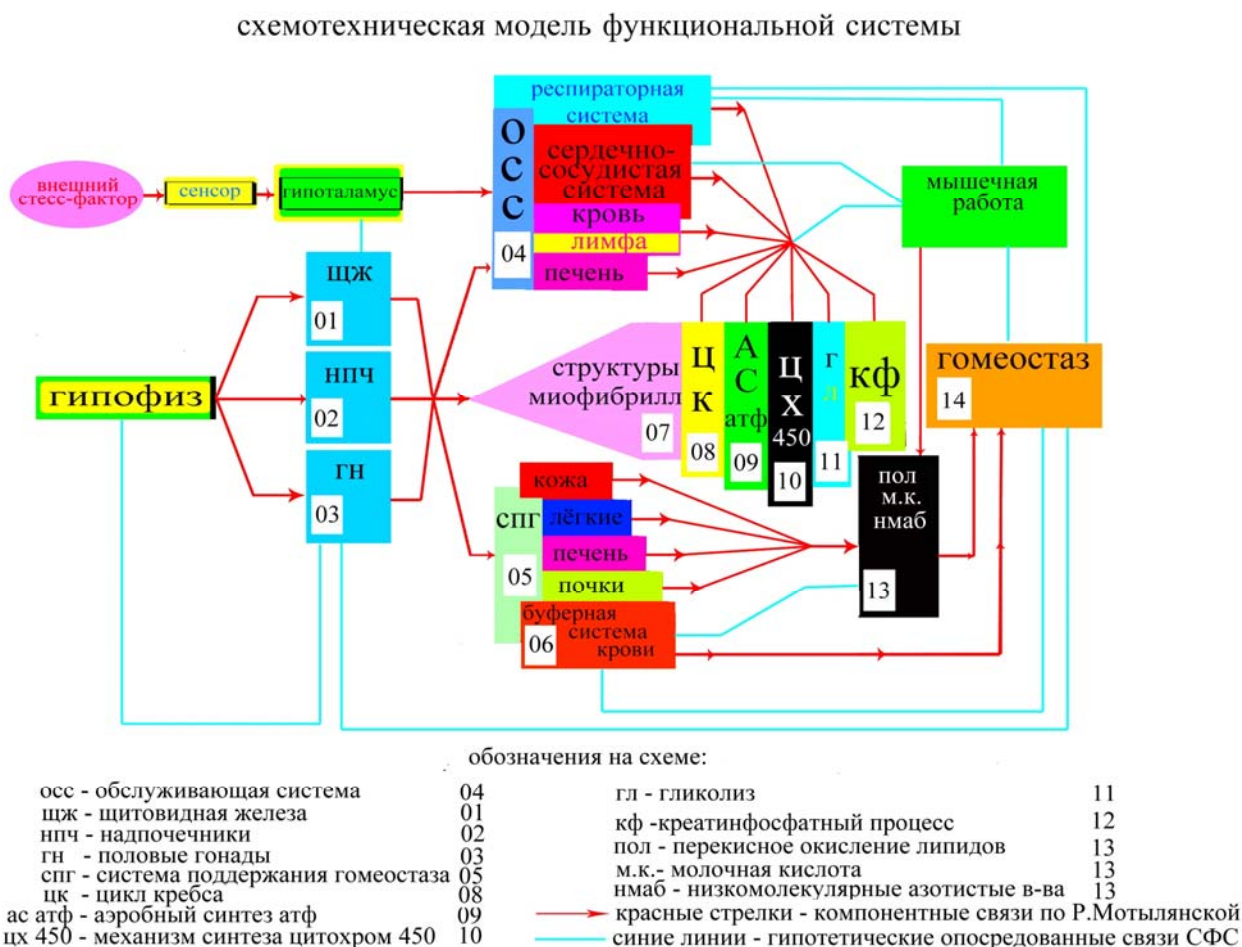 схемотехническая модель функциональной системы
респираторная
система
осс
04
сердечно-
сосудистая
система
кровь
лимфа
печень
внешний
стесс-фактор
сенсор
гипоталамус
мышечная
работа
щж
01
нпч
02
гн
03
гипофиз
структуры
миофибрилл
07
ЦК
08
АС
атф
09
ЦХ
450
10
гл
11
кф
12
гомеостаз
14
пол
м.к.
нмаб
13
спг
05
кожа
лёгкие
печень
почки
буферная
система
крови
06
обозначения на схеме:
осс - обслуживающая система 04
щж - щитовидная железа 01
нпч - надпочечники 02
гн - половые гонады 03
спг - система поддержания гомеостаза 05
цк - цикл кребса 08
ас атф - аэробный синтез атф 09
цх 450 - механизм синтеза цитохром 450 10
гл - гликолиз 11
кф -креатинфосфатный процесс 12
пол - перекисное окисление липидов 13
м.к.- молочная кислота 13
нмаб - низкомолекулярные азотистые в-ва 13
красные стрелки - компонентные связи по Р.Мотылянской
синие линии - гипотетические опосредованные связи СФС